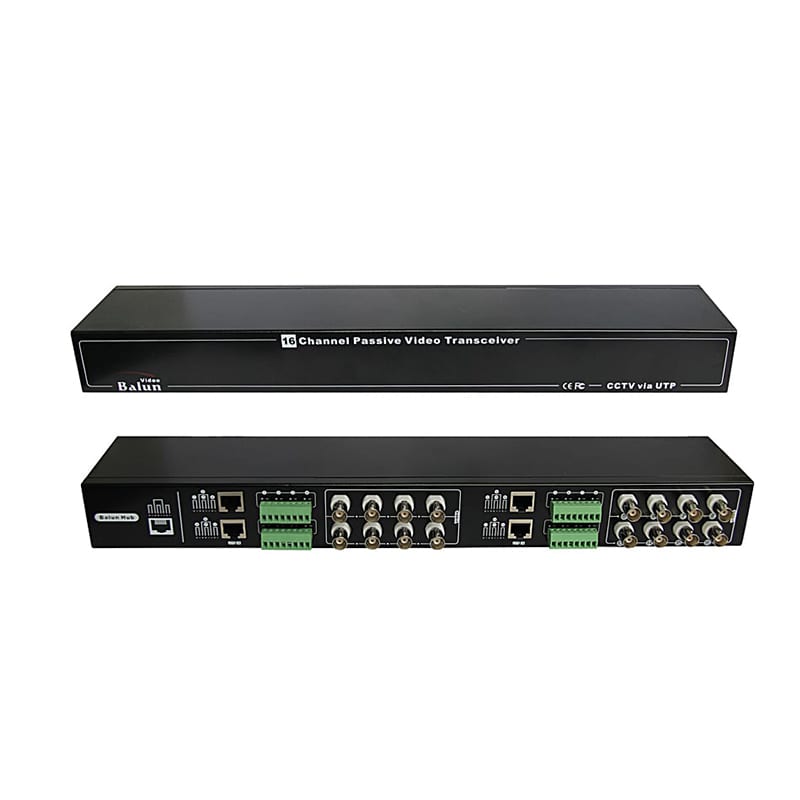 16 Channel Passive Video Transceiver
Video
Balun
CE FC
CCTV via UTP
Balun Hub